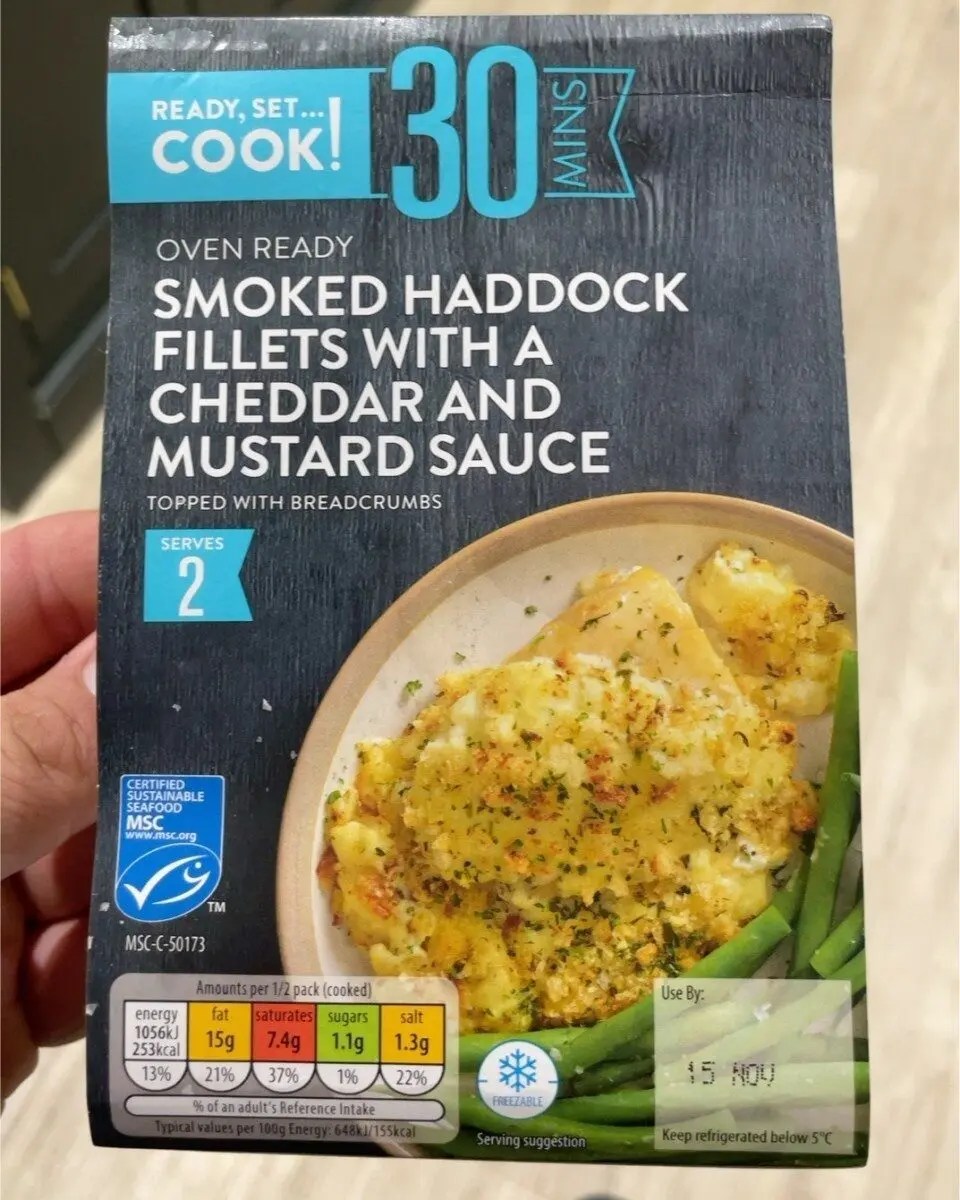 READY, SET...
COOK!
30
MINS
OVEN READY
SMOKED HADDOCK
FILLETS WITH A
CHEDDAR AND
MUSTARD SAUCE
TOPPED WITH BREADCRUMBS
SERVES
2
CERTIFIED
SUSTAINABLE
SEAFOOD
MSC
www.msc.org
TM
MSC-C-50173
Amounts per 1/2 pack (cooked)
energy fat saturates sugars salt
1056kJ 15g 7.4g 1.1g 1.3g
253kcal
13% 21% 37% 1% 22%
% of an adult's Reference Intake
Typical values per 100g Energy: 648kJ/155kcal
FREEZABLE
Serving suggestion
Use By:
15 NOV
Keep refrigerated below 5°C